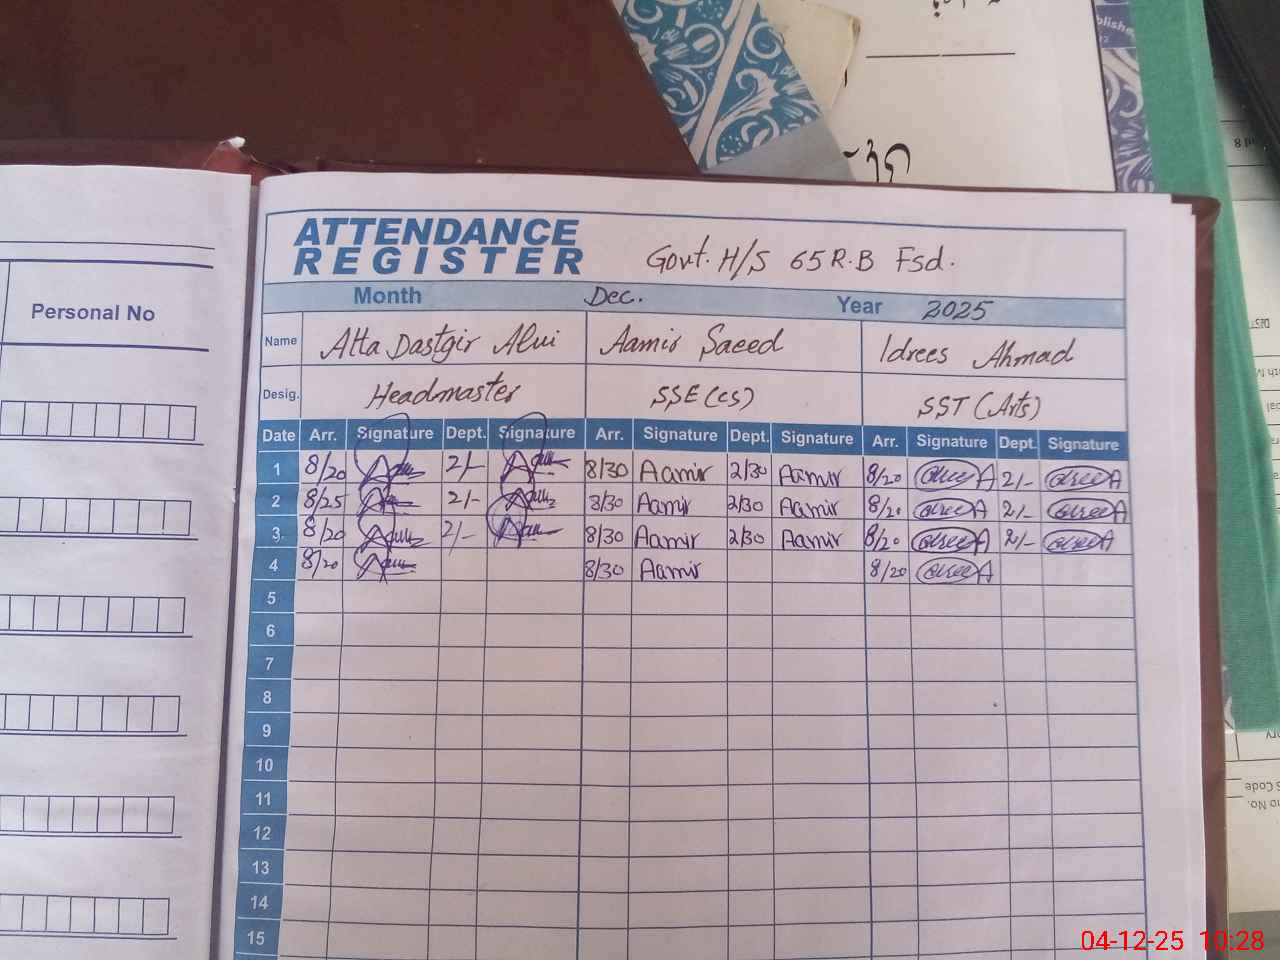 Personal No
ATTENDANCE
REGISTER
Govt. H/S 65 R.B Fsd.
Month Dec. Year 2025
Name Atta Dastgir Alvi Aamir Saeed Idrees Ahmad
Desig. Headmaster SSE (cs) SST (Arts)
Date Arr. Signature Dept. Signature Arr. Signature Dept. Signature Arr. Signature Dept. Signature
1 8/20 2/- 8/30 Aamir 2/30 Aamir 8/20 2/-
2 8/25 2/- 8/30 Aamir 2/30 Aamir 8/20 2/-
3 8/20 2/- 8/30 Aamir 2/30 Aamir 8/20 2/-
4 8/20 8/30 Aamir 8/20
5
6
7
8
9
10
11
12
13
14
15
04-12-25 10:28